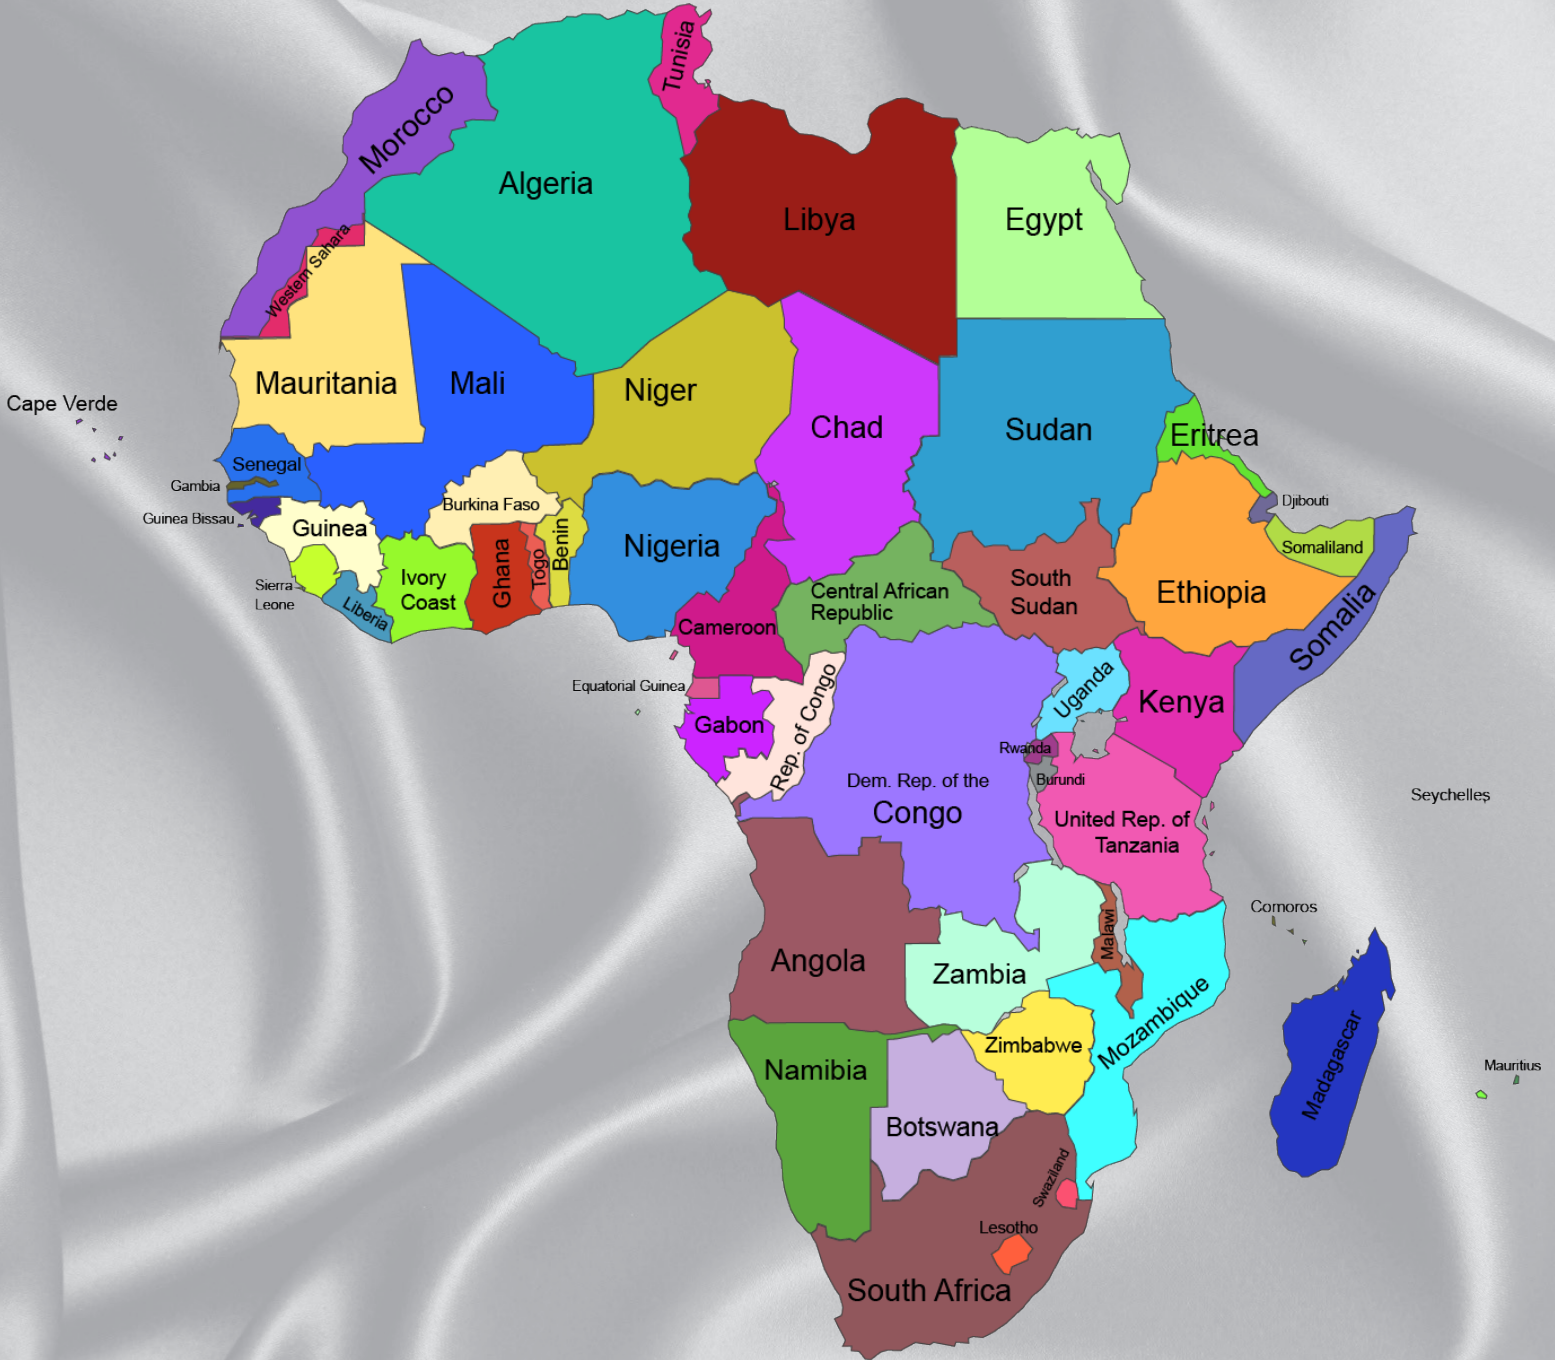 Tunisia
Morocco
Algeria
Libya
Egypt
Western Sahara
Mauritania
Mali
Niger
Chad
Sudan
Eritrea
Cape Verde
Senegal
Gambia
Guinea Bissau
Guinea
Burkina Faso
Benin
Togo
Ghana
Ivory
Coast
Sierra
Leone
Liberia
Nigeria
Djibouti
Somaliland
Somalia
Ethiopia
South
Sudan
Central African
Republic
Cameroon
Equatorial Guinea
Gabon
Rep. of Congo
Uganda
Kenya
Rwanda
Burundi
Dem. Rep. of the
Congo
United Rep. of
Tanzania
Seychelles
Comoros
Malawi
Angola
Zambia
Mozambique
Zimbabwe
Namibia
Botswana
Madagascar
Mauritius
Swaziland
Lesotho
South Africa